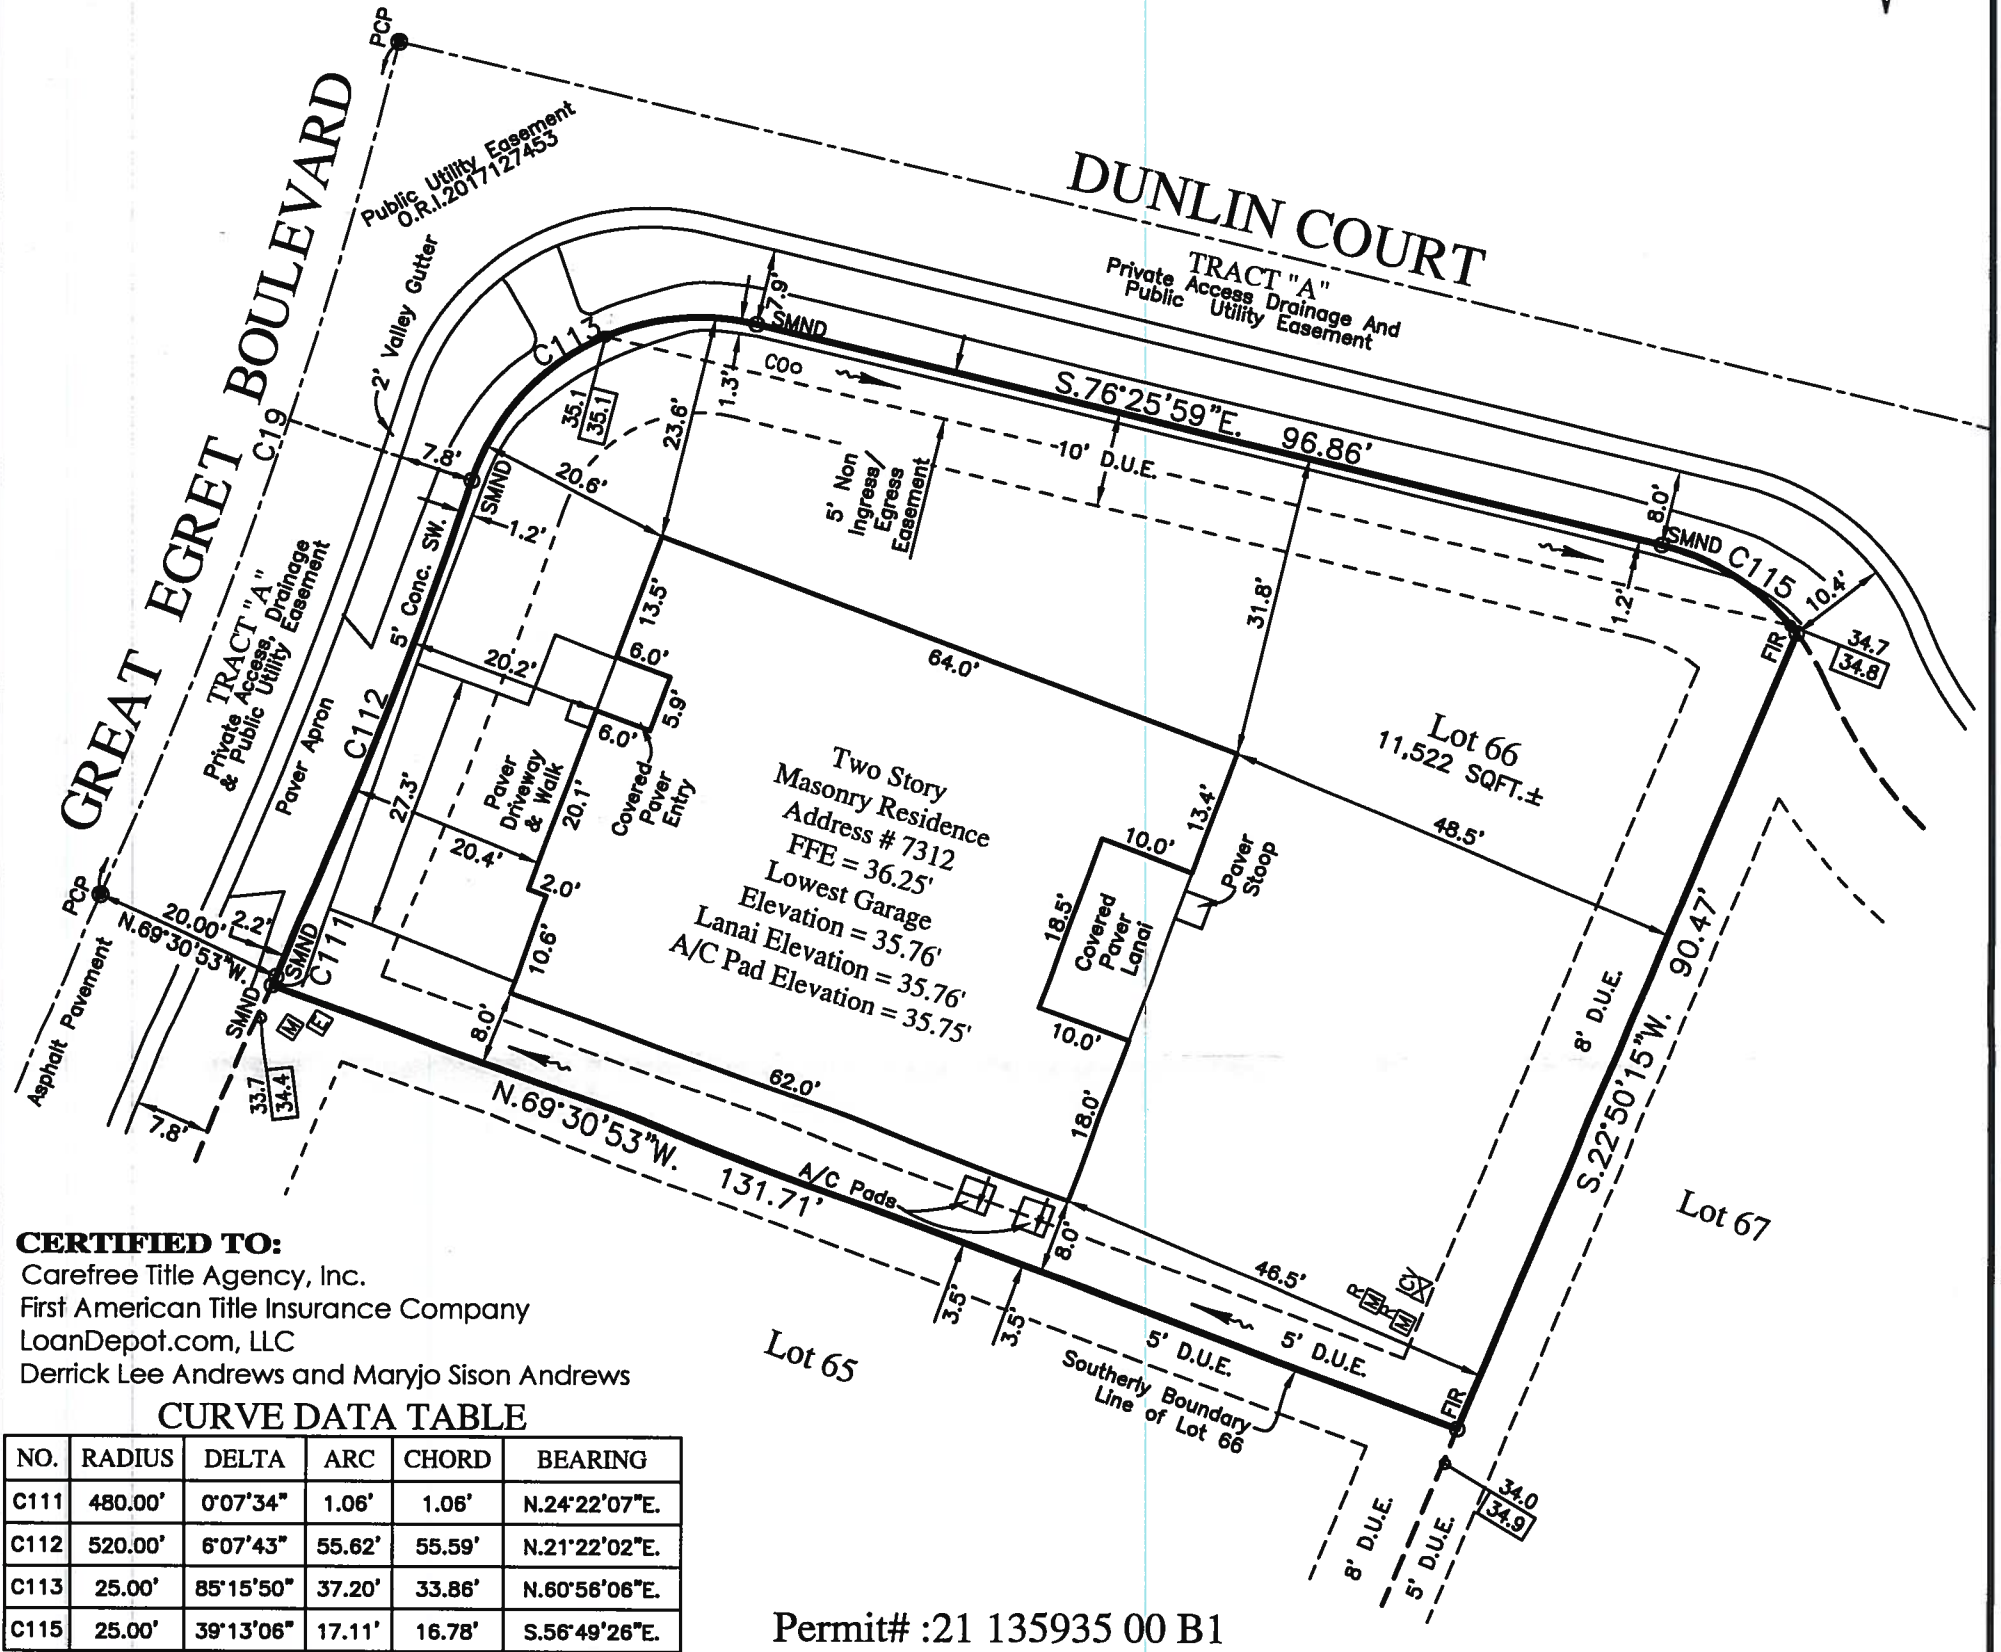 PCP
GREAT EGRET BOULEVARD
Public Utility Easement
O.R.I.2017127453
DUNLIN COURT
TRACT "A"
Private Access Drainage And
Public Utility Easement
2' Valley Gutter
C19
C113
7.9'
SMND
COo
1.3'
35.1
35.1
23.6'
S.76°25'59"E. 96.86'
10' D.U.E.
5' Non
Ingress/
Egress
Easement
7.8'
SMND
20.6'
1.2'
8.0'
SMND
C115
10.4'
1.2'
FIR
34.7
34.8
TRACT "A"
Private Access, Drainage
& Public Utility Easement
5' Conc. SW.
13.5'
31.8'
64.0'
6.0'
5.9'
6.0'
20.2'
C112
Paver Apron
27.3'
Paver
Driveway
& Walk
20.1'
Covered
Paver
Entry
20.4'
2.0'
10.6'
Two Story
Masonry Residence
Address # 7312
FFE = 36.25'
Lowest Garage
Elevation = 35.76'
Lanai Elevation = 35.76'
A/C Pad Elevation = 35.75'
Lot 66
11,522 SQFT.±
48.5'
13.4'
10.0'
Paver
Stoop
18.5'
Covered
Paver
Lanai
10.0'
18.0'
8' D.U.E.
S.22°50'15"W. 90.47'
Lot 67
PCP
20.00'
N.69°30'53"W.
2.2'
SMND
C111
SMND
M
E
33.7
34.4
Asphalt Pavement
7.8'
8.0'
62.0'
N.69°30'53"W. 131.71'
A/C Pads
8.0'
3.5'
3.5'
46.5'
R
M
R
M
CV
5' D.U.E.
5' D.U.E.
Southerly Boundary
Line of Lot 66
Lot 65
FIR
34.0
34.9
8' D.U.E.
5' D.U.E.
CERTIFIED TO:
Carefree Title Agency, Inc.
First American Title Insurance Company
LoanDepot.com, LLC
Derrick Lee Andrews and Maryjo Sison Andrews
CURVE DATA TABLE
NO. RADIUS DELTA ARC CHORD BEARING
C111 480.00' 0°07'34" 1.06' 1.06' N.24°22'07"E.
C112 520.00' 6°07'43" 55.62' 55.59' N.21°22'02"E.
C113 25.00' 85°15'50" 37.20' 33.86' N.60°56'06"E.
C115 25.00' 39°13'06" 17.11' 16.78' S.56°49'26"E.
Permit# :21 135935 00 B1